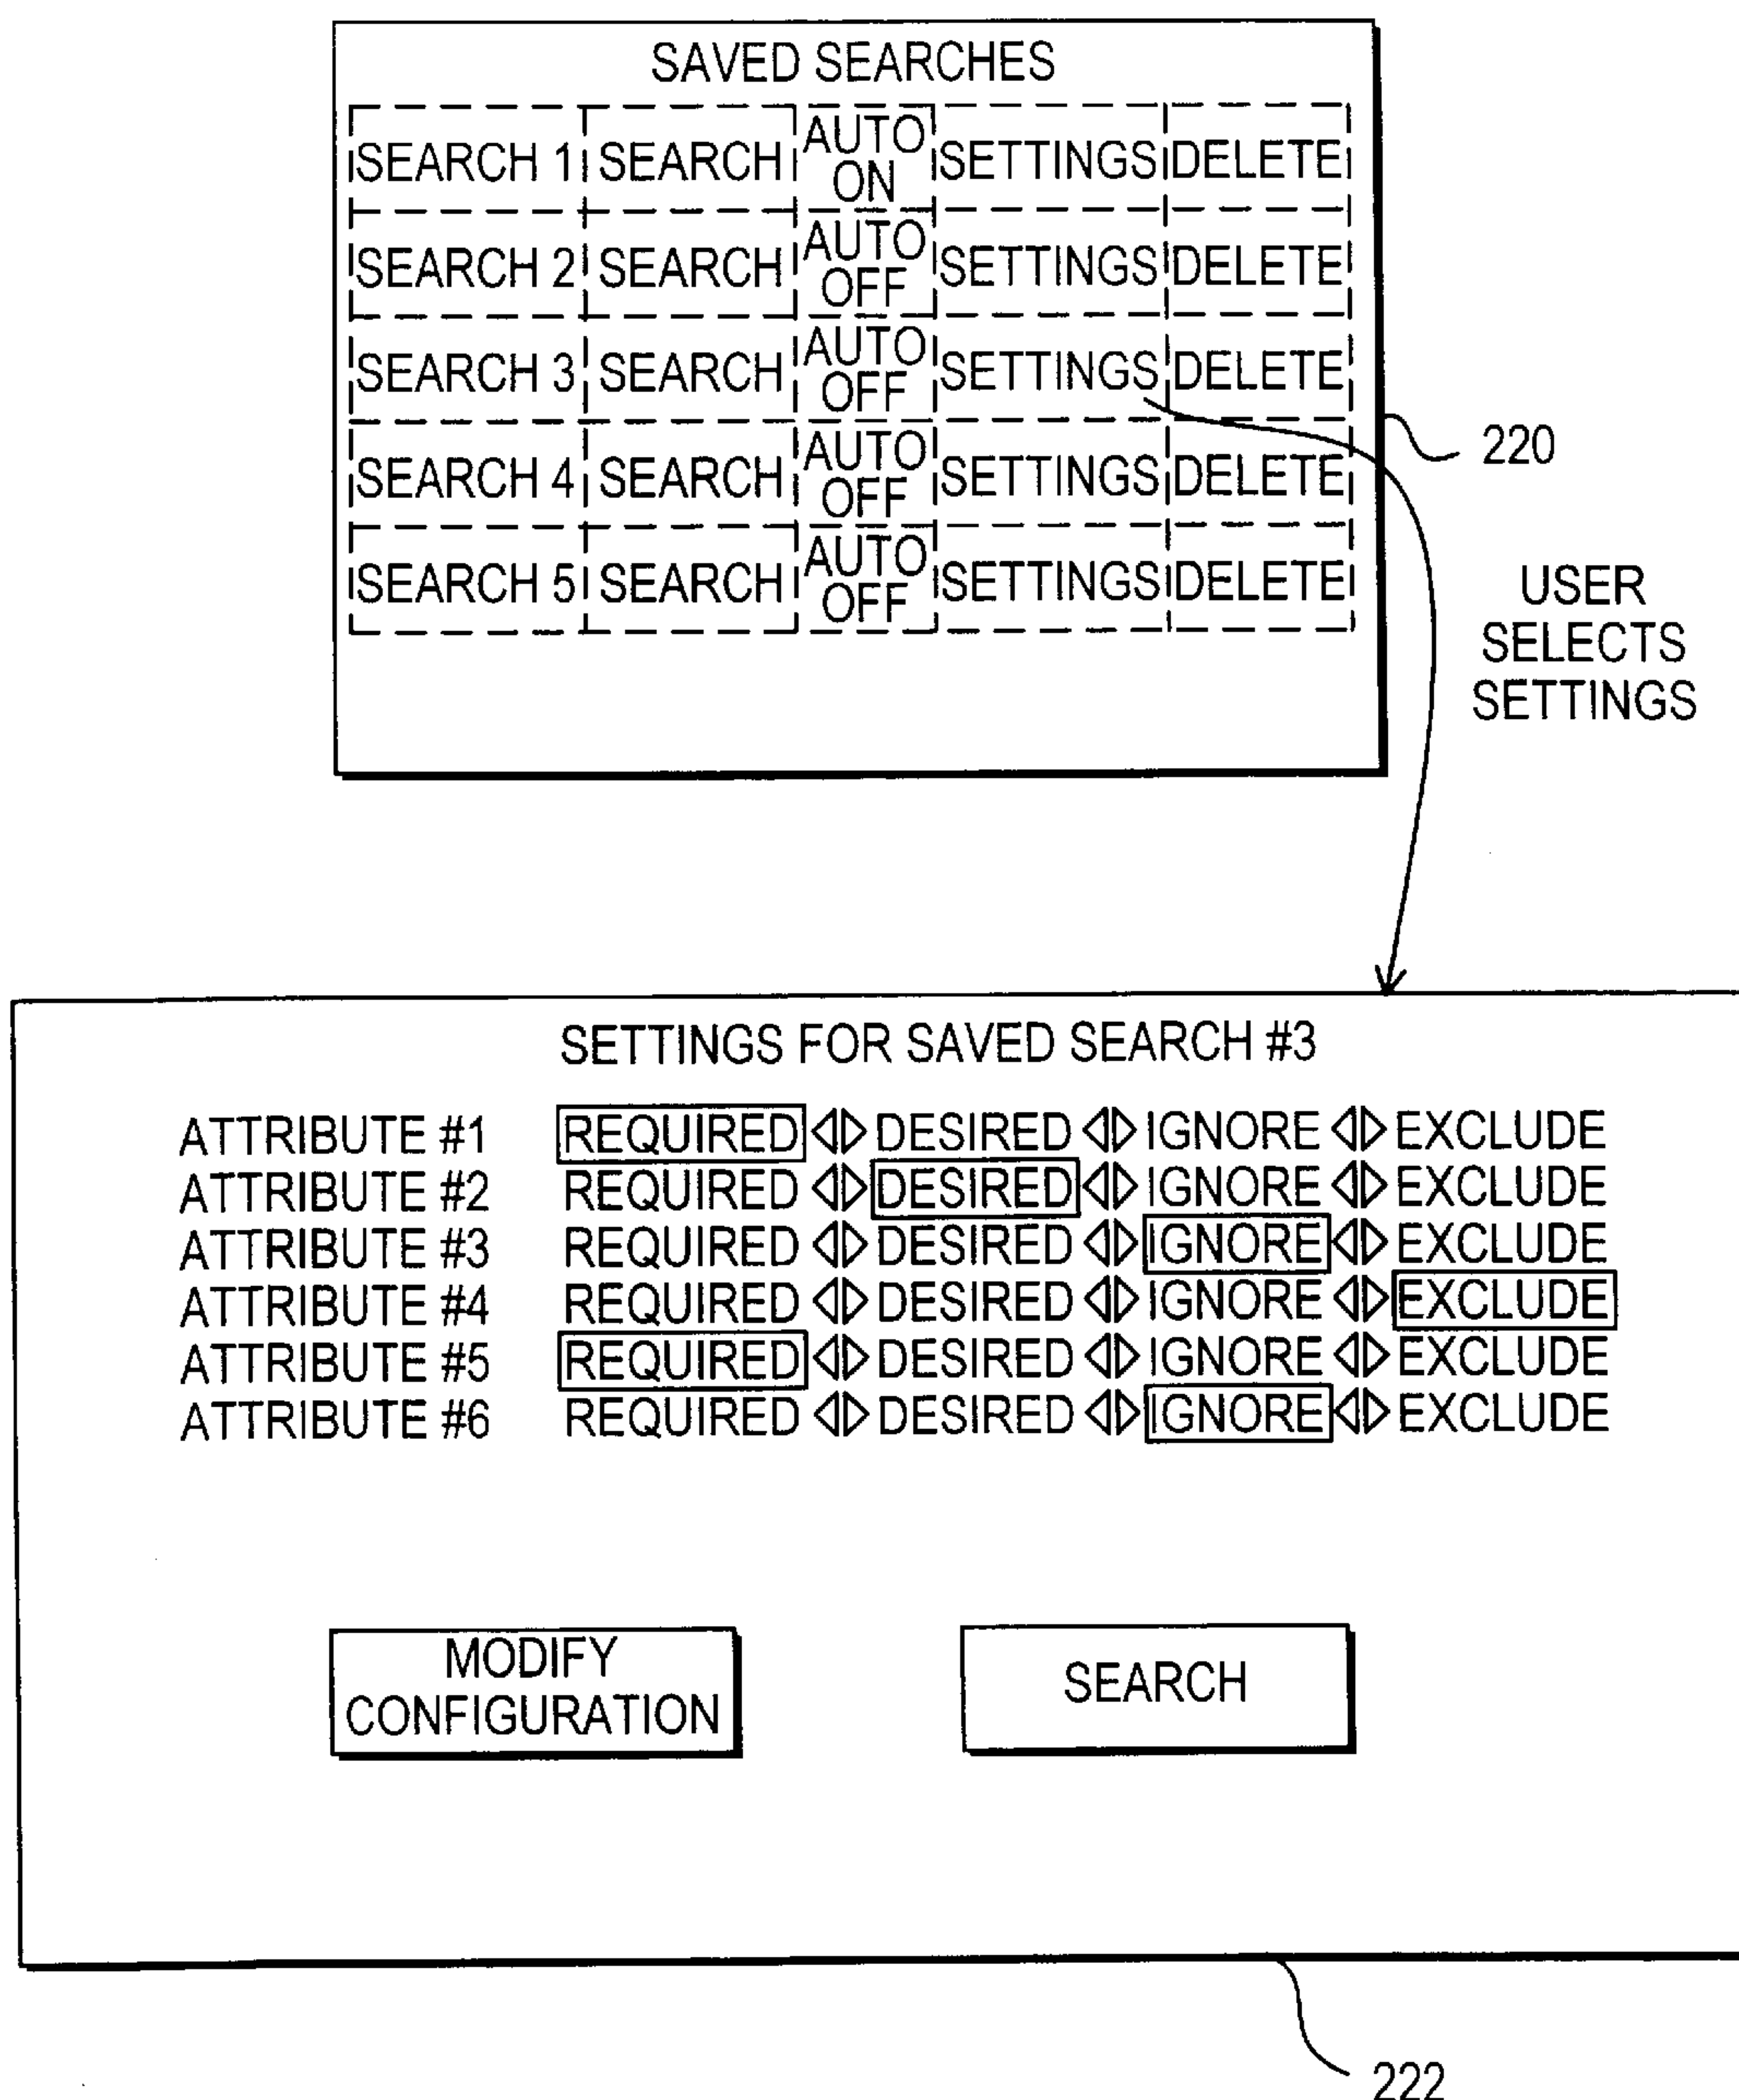 SAVED SEARCHES
SEARCH 1 SEARCH AUTO ON SETTINGS DELETE
SEARCH 2 SEARCH AUTO OFF SETTINGS DELETE
SEARCH 3 SEARCH AUTO OFF SETTINGS DELETE
SEARCH 4 SEARCH AUTO OFF SETTINGS DELETE
SEARCH 5 SEARCH AUTO OFF SETTINGS DELETE
220
USER
SELECTS
SETTINGS
SETTINGS FOR SAVED SEARCH #3
ATTRIBUTE #1 REQUIRED DESIRED IGNORE EXCLUDE
ATTRIBUTE #2 REQUIRED DESIRED IGNORE EXCLUDE
ATTRIBUTE #3 REQUIRED DESIRED IGNORE EXCLUDE
ATTRIBUTE #4 REQUIRED DESIRED IGNORE EXCLUDE
ATTRIBUTE #5 REQUIRED DESIRED IGNORE EXCLUDE
ATTRIBUTE #6 REQUIRED DESIRED IGNORE EXCLUDE
MODIFY
CONFIGURATION
SEARCH
222